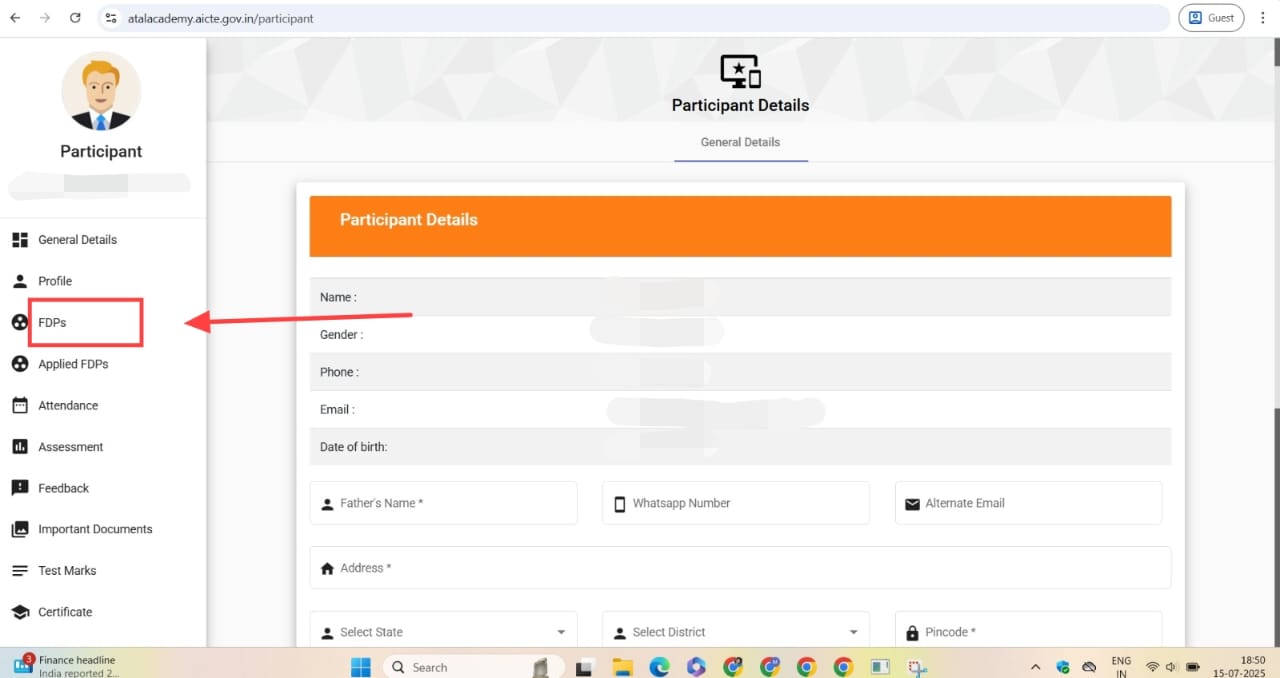 atalacademy.aicte.gov.in/participant
Guest
Participant
General Details
Profile
FDPs
Applied FDPs
Attendance
Assessment
Feedback
Important Documents
Test Marks
Certificate
Participant Details
General Details
Participant Details
Name :
Gender :
Phone :
Email :
Date of birth:
Father's Name *
Whatsapp Number
Alternate Email
Address *
Select State
Select District
Pincode *
3
Finance headline
India reported 2...
Search
ENG
IN
18:50
15-07-2025